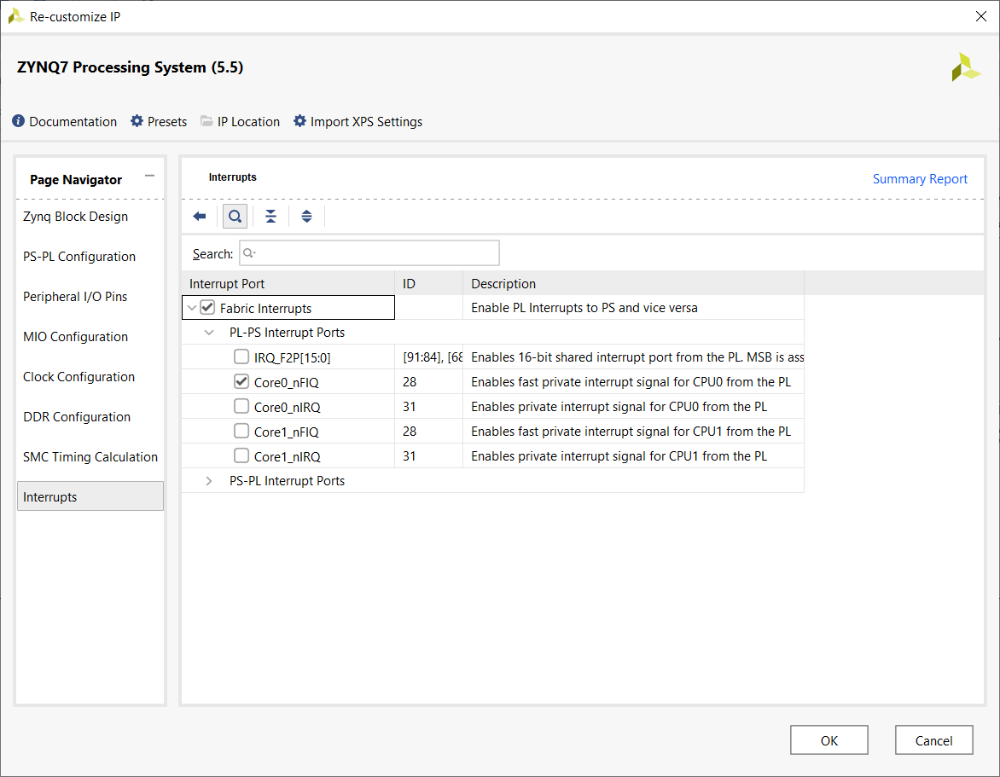 Re-customize IP
ZYNQ7 Processing System (5.5)
Documentation Presets IP Location Import XPS Settings
Page Navigator
Zynq Block Design
PS-PL Configuration
Peripheral I/O Pins
MIO Configuration
Clock Configuration
DDR Configuration
SMC Timing Calculation
Interrupts
Interrupts
Summary Report
Search:
Interrupt Port ID Description
Fabric Interrupts Enable PL Interrupts to PS and vice versa
PL-PS Interrupt Ports
IRQ_F2P[15:0] [91:84], [68 Enables 16-bit shared interrupt port from the PL. MSB is ass
Core0_nFIQ 28 Enables fast private interrupt signal for CPU0 from the PL
Core0_nIRQ 31 Enables private interrupt signal for CPU0 from the PL
Core1_nFIQ 28 Enables fast private interrupt signal for CPU1 from the PL
Core1_nIRQ 31 Enables private interrupt signal for CPU1 from the PL
PS-PL Interrupt Ports
OK Cancel